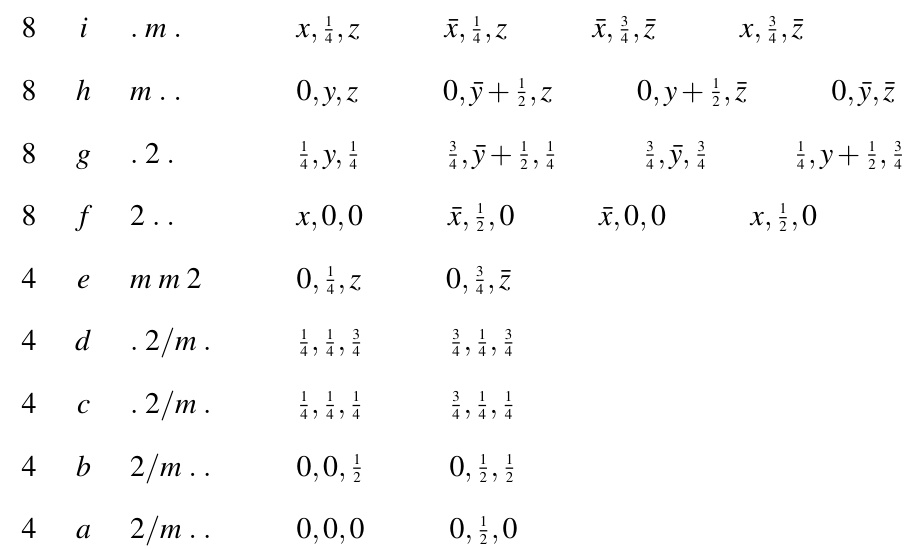 8 i . m . x, 1/4, z x̄, 1/4, z x̄, 3/4, z̄ x, 3/4, z̄
8 h m . . 0, y, z 0, ȳ + 1/2, z 0, y + 1/2, z̄ 0, ȳ, z̄
8 g . 2 . 1/4, y, 1/4 3/4, ȳ + 1/2, 1/4 3/4, ȳ, 3/4 1/4, y + 1/2, 3/4
8 f 2 . . x, 0, 0 x̄, 1/2, 0 x̄, 0, 0 x, 1/2, 0
4 e m m 2 0, 1/4, z 0, 3/4, z̄
4 d . 2/m . 1/4, 1/4, 3/4 3/4, 1/4, 3/4
4 c . 2/m . 1/4, 1/4, 1/4 3/4, 1/4, 1/4
4 b 2/m . . 0, 0, 1/2 0, 1/2, 1/2
4 a 2/m . . 0, 0, 0 0, 1/2, 0